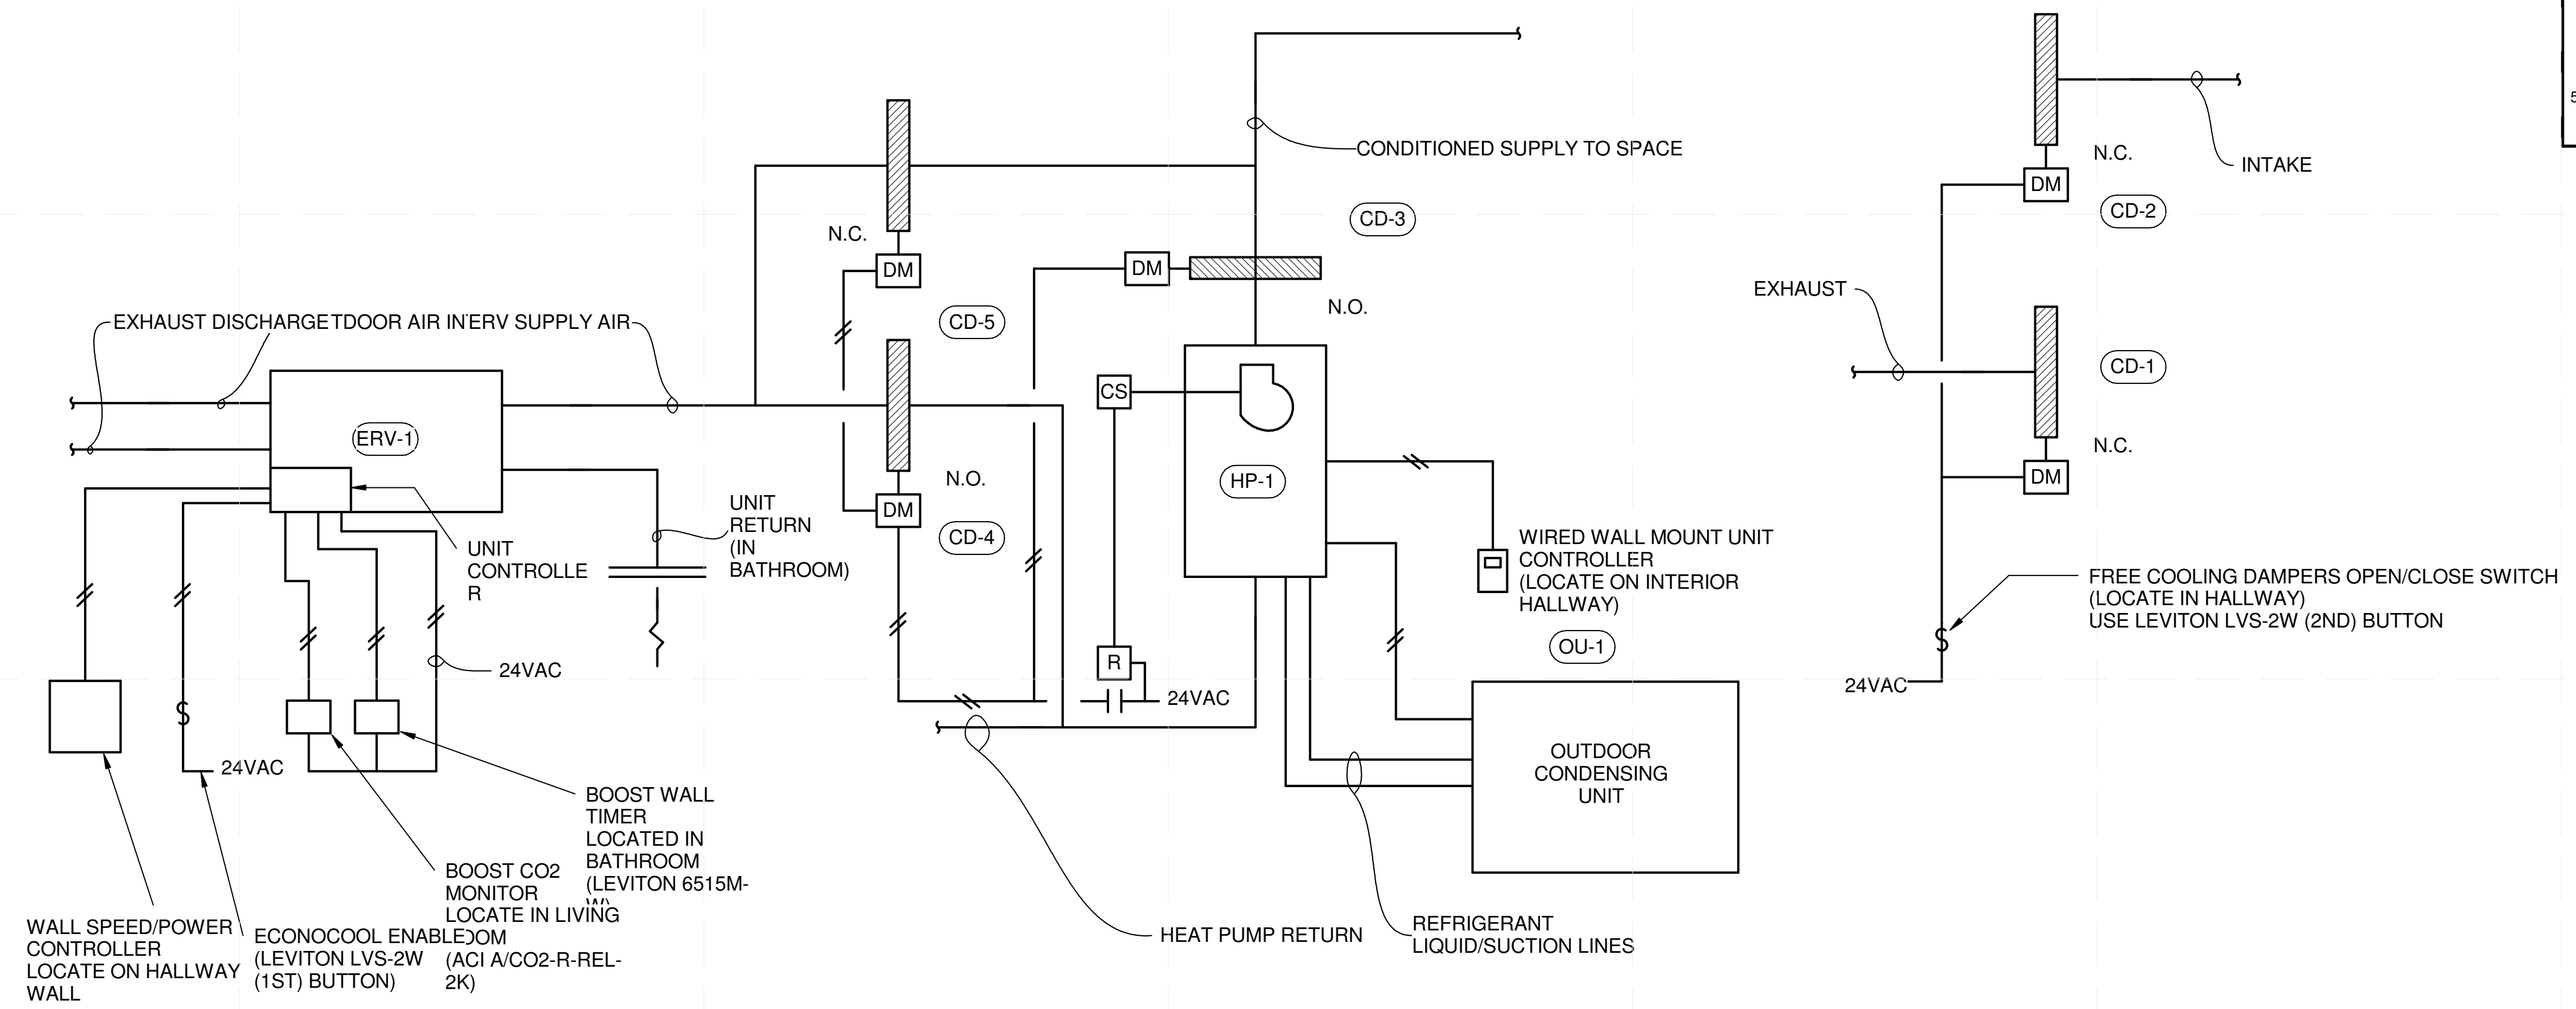 CONDITIONED SUPPLY TO SPACE
N.C.
INTAKE
DM
CD-2
CD-3
N.C.
DM
DM
EXHAUST
N.O.
EXHAUST DISCHARGE
TDOOR AIR IN
ERV SUPPLY AIR
CD-5
CD-1
CS
ERV-1
N.C.
DM
HP-1
N.O.
DM
CD-4
UNIT
RETURN
(IN
BATHROOM)
UNIT
CONTROLLE
R
WIRED WALL MOUNT UNIT
CONTROLLER
(LOCATE ON INTERIOR
HALLWAY)
FREE COOLING DAMPERS OPEN/CLOSE SWITCH
(LOCATE IN HALLWAY)
USE LEVITON LVS-2W (2ND) BUTTON
$
OU-1
R
24VAC
24VAC
24VAC
$
24VAC
OUTDOOR
CONDENSING
UNIT
BOOST WALL
TIMER
LOCATED IN
BATHROOM
(LEVITON 6515M-
W)
BOOST CO2
MONITOR
LOCATE IN LIVING
OOM
(ACI A/CO2-R-REL-
2K)
WALL SPEED/POWER
CONTROLLER
LOCATE ON HALLWAY
WALL
ECONOCOOL ENABLE
(LEVITON LVS-2W
(1ST) BUTTON)
HEAT PUMP RETURN
REFRIGERANT
LIQUID/SUCTION LINES
5